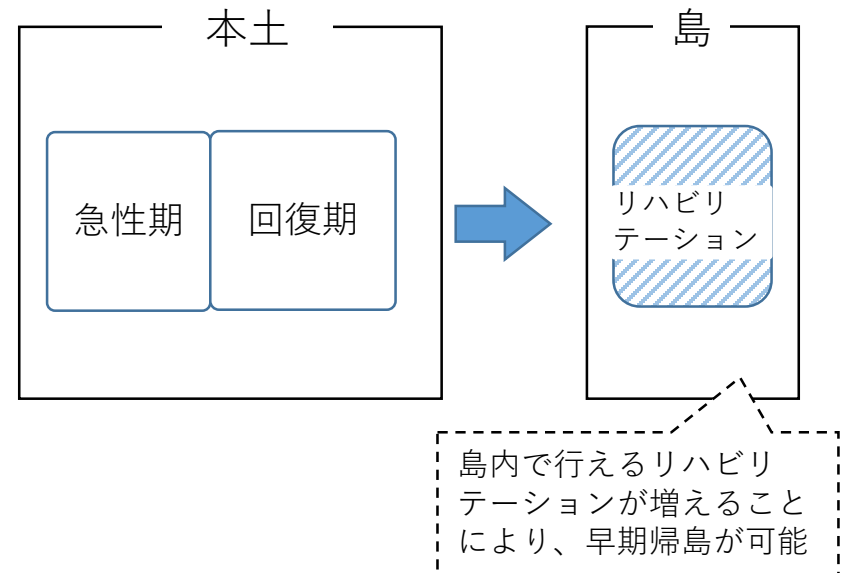 本土
島
急性期
回復期
リハビリ
テーション
島内で行えるリハビリ
テーションが増えること
により、早期帰島が可能